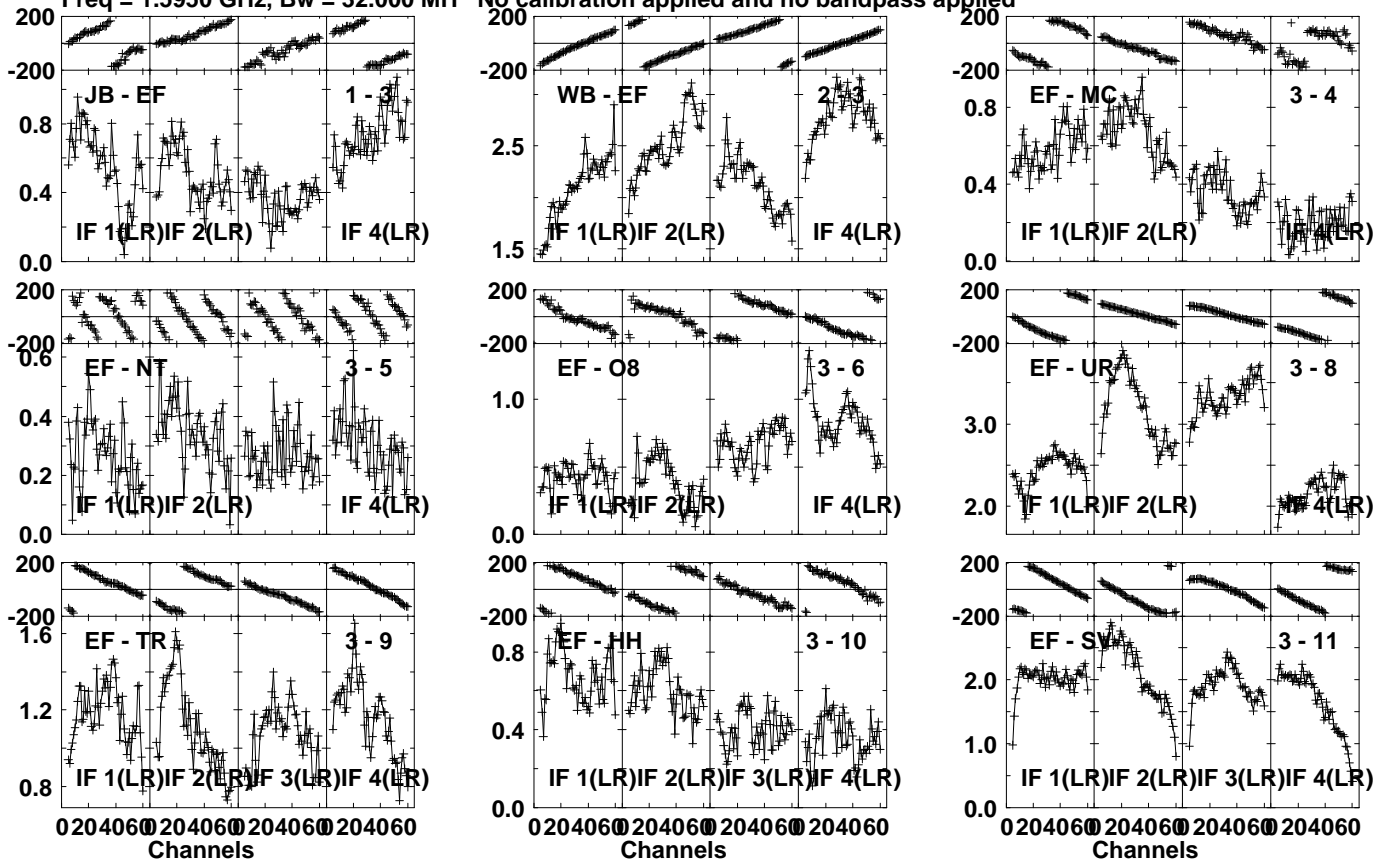 Freq = 1.5950 GHz, Bw = 32.000 MH No calibration applied and no bandpass applied
200
-200
JB - EF 1 - 3
0.8
0.4
0.0
IF 1(LR) IF 2(LR) IF 4(LR)
WB - EF 2 - 3
2.5
1.5
IF 1(LR) IF 2(LR) IF 4(LR)
200
-200
EF - MC 3 - 4
0.8
0.4
0.0
IF 1(LR) IF 2(LR) IF 4(LR)
200
-200
EF - NT 3 - 5
0.6
0.4
0.2
0.0
IF 1(LR) IF 2(LR) IF 4(LR)
200
-200
EF - O8 3 - 6
1.0
0.0
IF 1(LR) IF 2(LR) IF 4(LR)
200
-200
EF - UR 3 - 8
3.0
2.0
IF 1(LR) IF 2(LR) IF 4(LR)
200
-200
EF - TR 3 - 9
1.6
1.2
0.8
IF 1(LR) IF 2(LR) IF 3(LR) IF 4(LR)
0 20 40 60 0 20 40 60 0 20 40 60 0 20 40 60
Channels
200
-200
EF - HH 3 - 10
0.8
0.4
0.0
IF 1(LR) IF 2(LR) IF 3(LR) IF 4(LR)
0 20 40 60 0 20 40 60 0 20 40 60 0 20 40 60
Channels
200
-200
EF - SV 3 - 11
2.0
1.0
0.0
IF 1(LR) IF 2(LR) IF 3(LR) IF 4(LR)
0 20 40 60 0 20 40 60 0 20 40 60 0 20 40 60
Channels